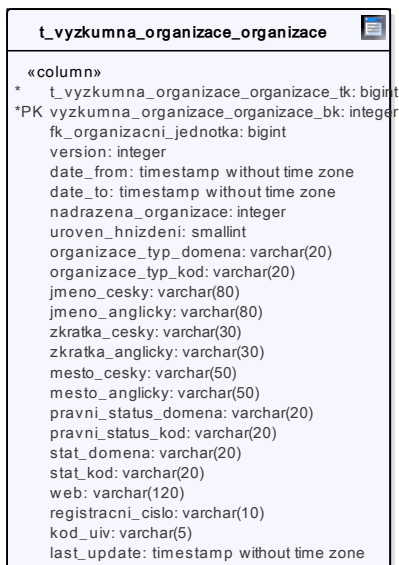 t_vyzkumna_organizace_organizace
«column»
* t_vyzkumna_organizace_organizace_tk: bigint
*PK vyzkumna_organizace_organizace_bk: integer
fk_organizacni_jednotka: bigint
version: integer
date_from: timestamp without time zone
date_to: timestamp without time zone
nadrazena_organizace: integer
uroven_hnizdeni: smallint
organizace_typ_domena: varchar(20)
organizace_typ_kod: varchar(20)
jmeno_cesky: varchar(80)
jmeno_anglicky: varchar(80)
zkratka_cesky: varchar(30)
zkratka_anglicky: varchar(30)
mesto_cesky: varchar(50)
mesto_anglicky: varchar(50)
pravni_status_domena: varchar(20)
pravni_status_kod: varchar(20)
stat_domena: varchar(20)
stat_kod: varchar(20)
web: varchar(120)
registracni_cislo: varchar(10)
kod_uiv: varchar(5)
last_update: timestamp without time zone